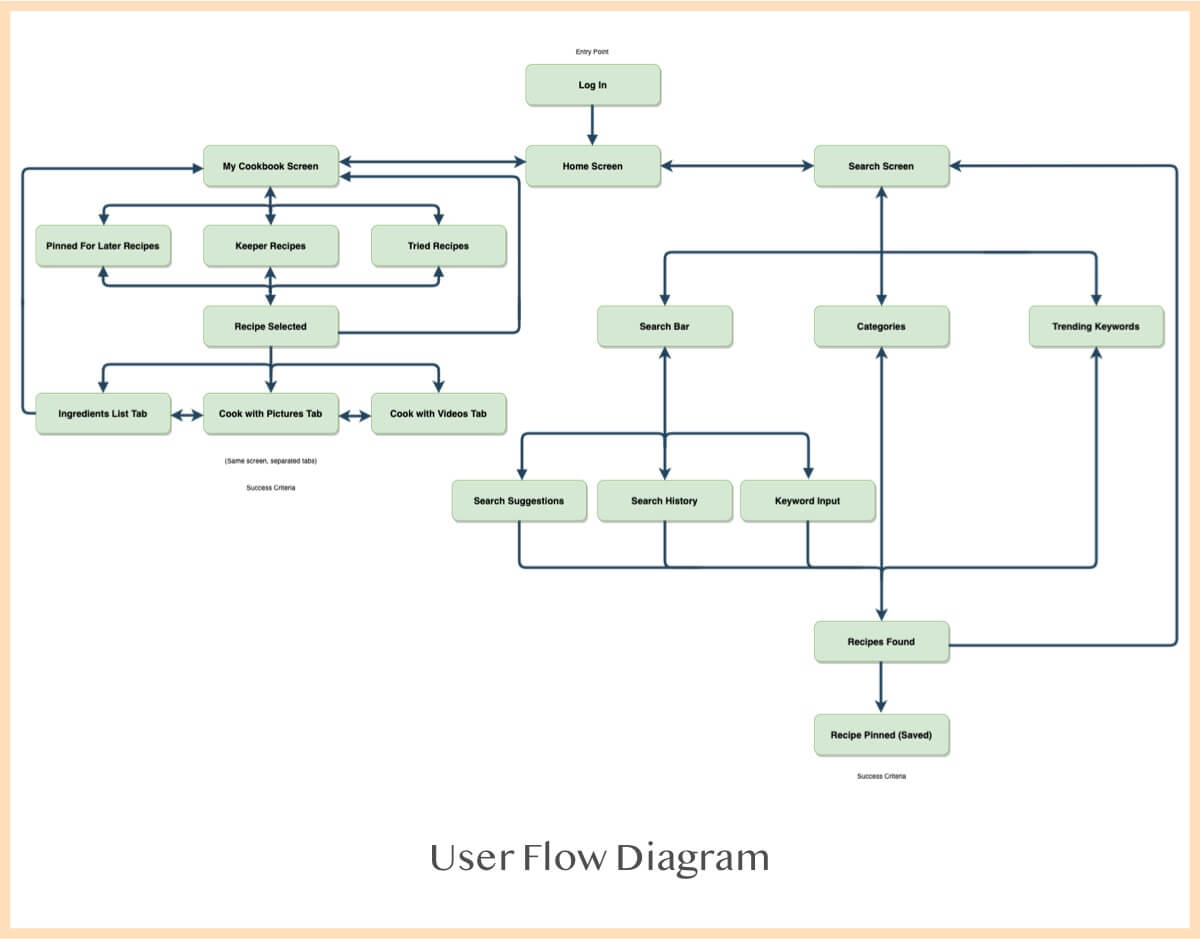 Entry Point
Log In
My Cookbook Screen
Home Screen
Search Screen
Pinned For Later Recipes
Keeper Recipes
Tried Recipes
Recipe Selected
Search Bar
Categories
Trending Keywords
Ingredients List Tab
Cook with Pictures Tab
Cook with Videos Tab
(Same screen, separated tabs)
Success Criteria
Search Suggestions
Search History
Keyword Input
Recipes Found
Recipe Pinned (Saved)
Success Criteria
User Flow Diagram